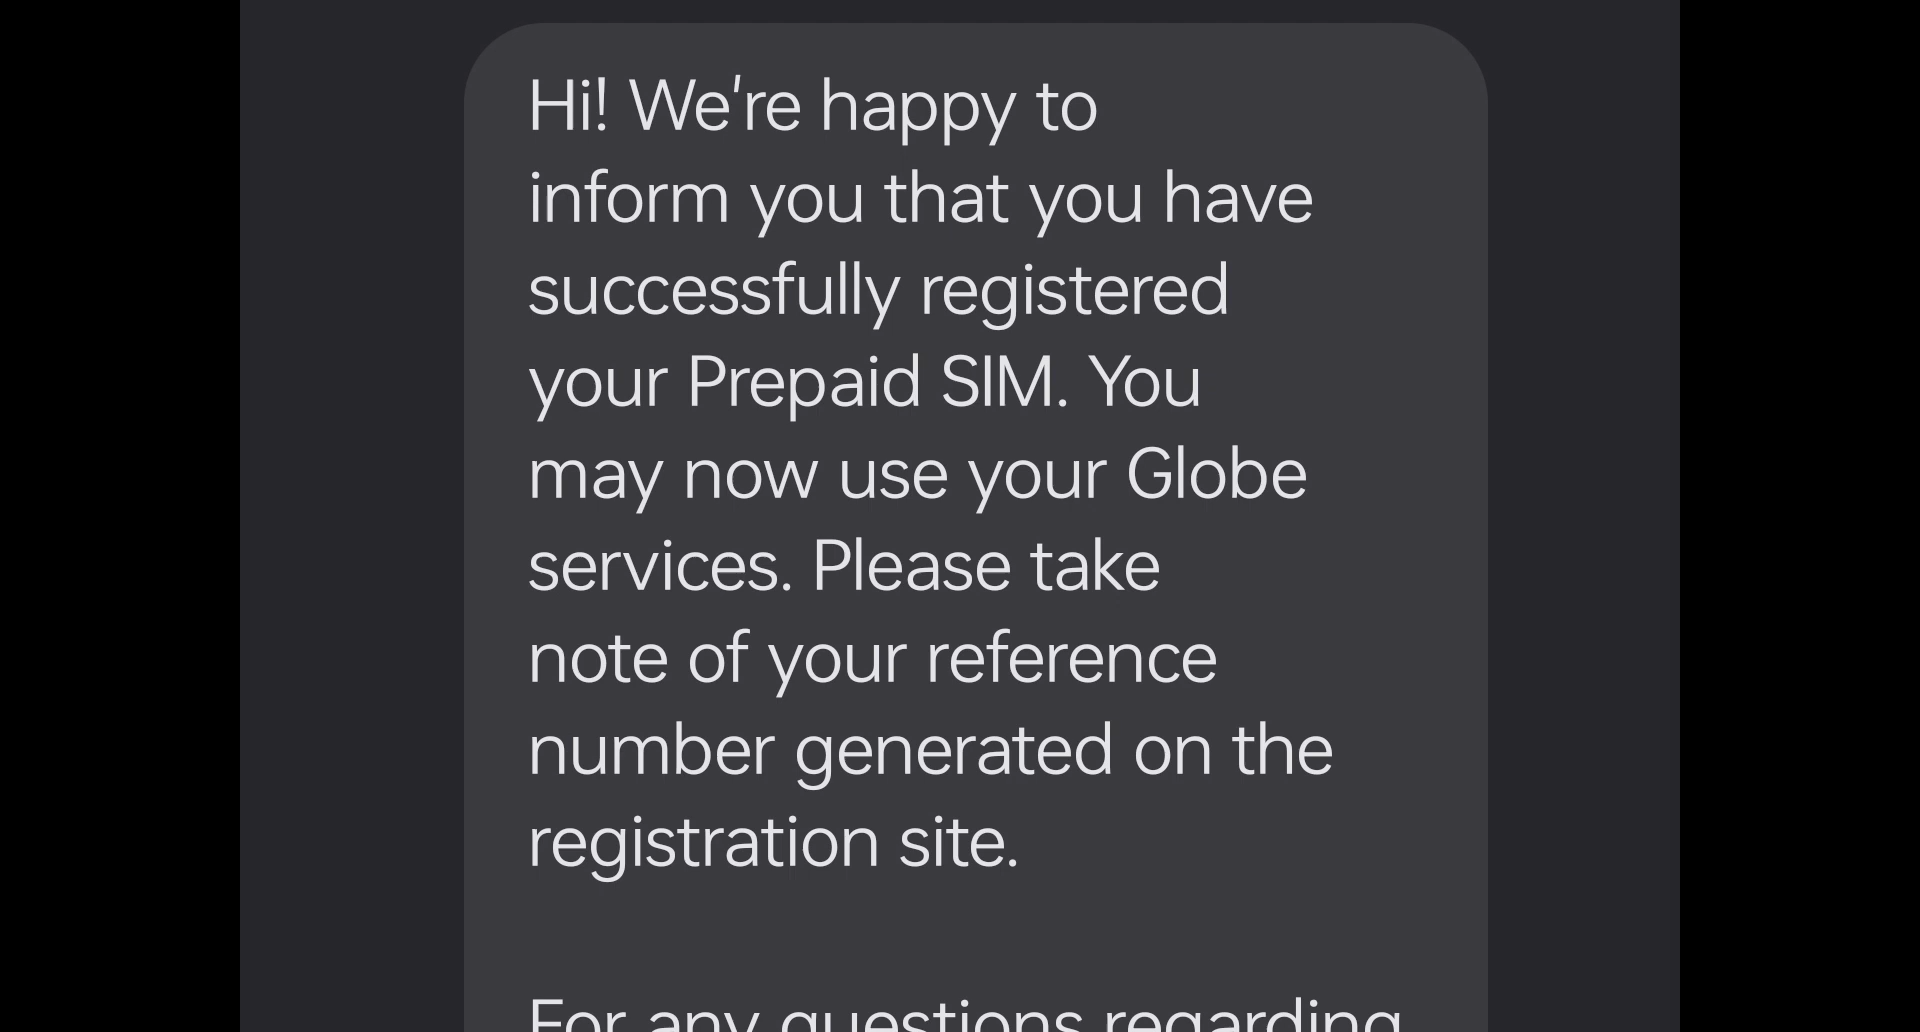 Hi! We're happy to
inform you that you have
successfully registered
your Prepaid SIM. You
may now use your Globe
services. Please take
note of your reference
number generated on the
registration site.
For any questions regarding